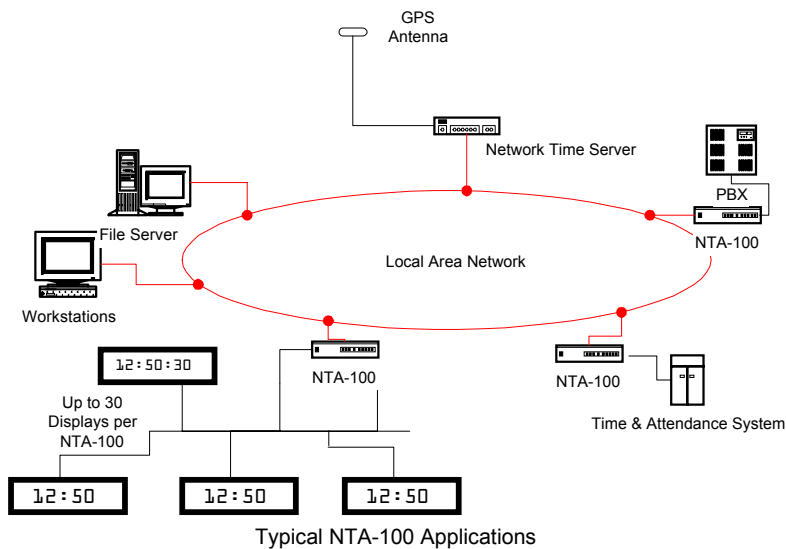 GPS
Antenna
Network Time Server
PBX
NTA-100
File Server
Local Area Network
Workstations
NTA-100
NTA-100
Time & Attendance System
12:50:30
Up to 30
Displays per
NTA-100
12:50
12:50
12:50
Typical NTA-100 Applications